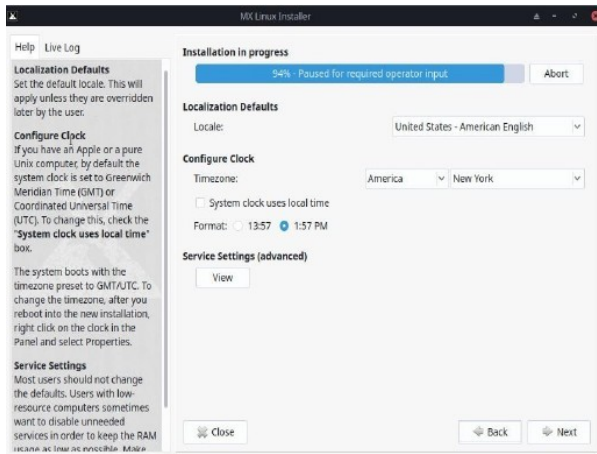 MX Linux Installer
Help Live Log
Localization Defaults
Set the default locale. This will
apply unless they are overridden
later by the user.
Configure Clock
If you have an Apple or a pure
Unix computer, by default the
system clock is set to Greenwich
Meridian Time (GMT) or
Coordinated Universal Time
(UTC). To change this, check the
"System clock uses local time"
box.
The system boots with the
timezone preset to GMT/UTC. To
change the timezone, after you
reboot into the new installation,
right click on the clock in the
Panel and select Properties.
Service Settings
Most users should not change
the defaults. Users with low-
resource computers sometimes
want to disable unneeded
services in order to keep the RAM
usage as low as possible. Make
Installation in progress
94% - Paused for required operator input
Abort
Localization Defaults
Locale: United States - American English
Configure Clock
Timezone: America New York
System clock uses local time
Format: 13:57 1:57 PM
Service Settings (advanced)
View
Close Back Next